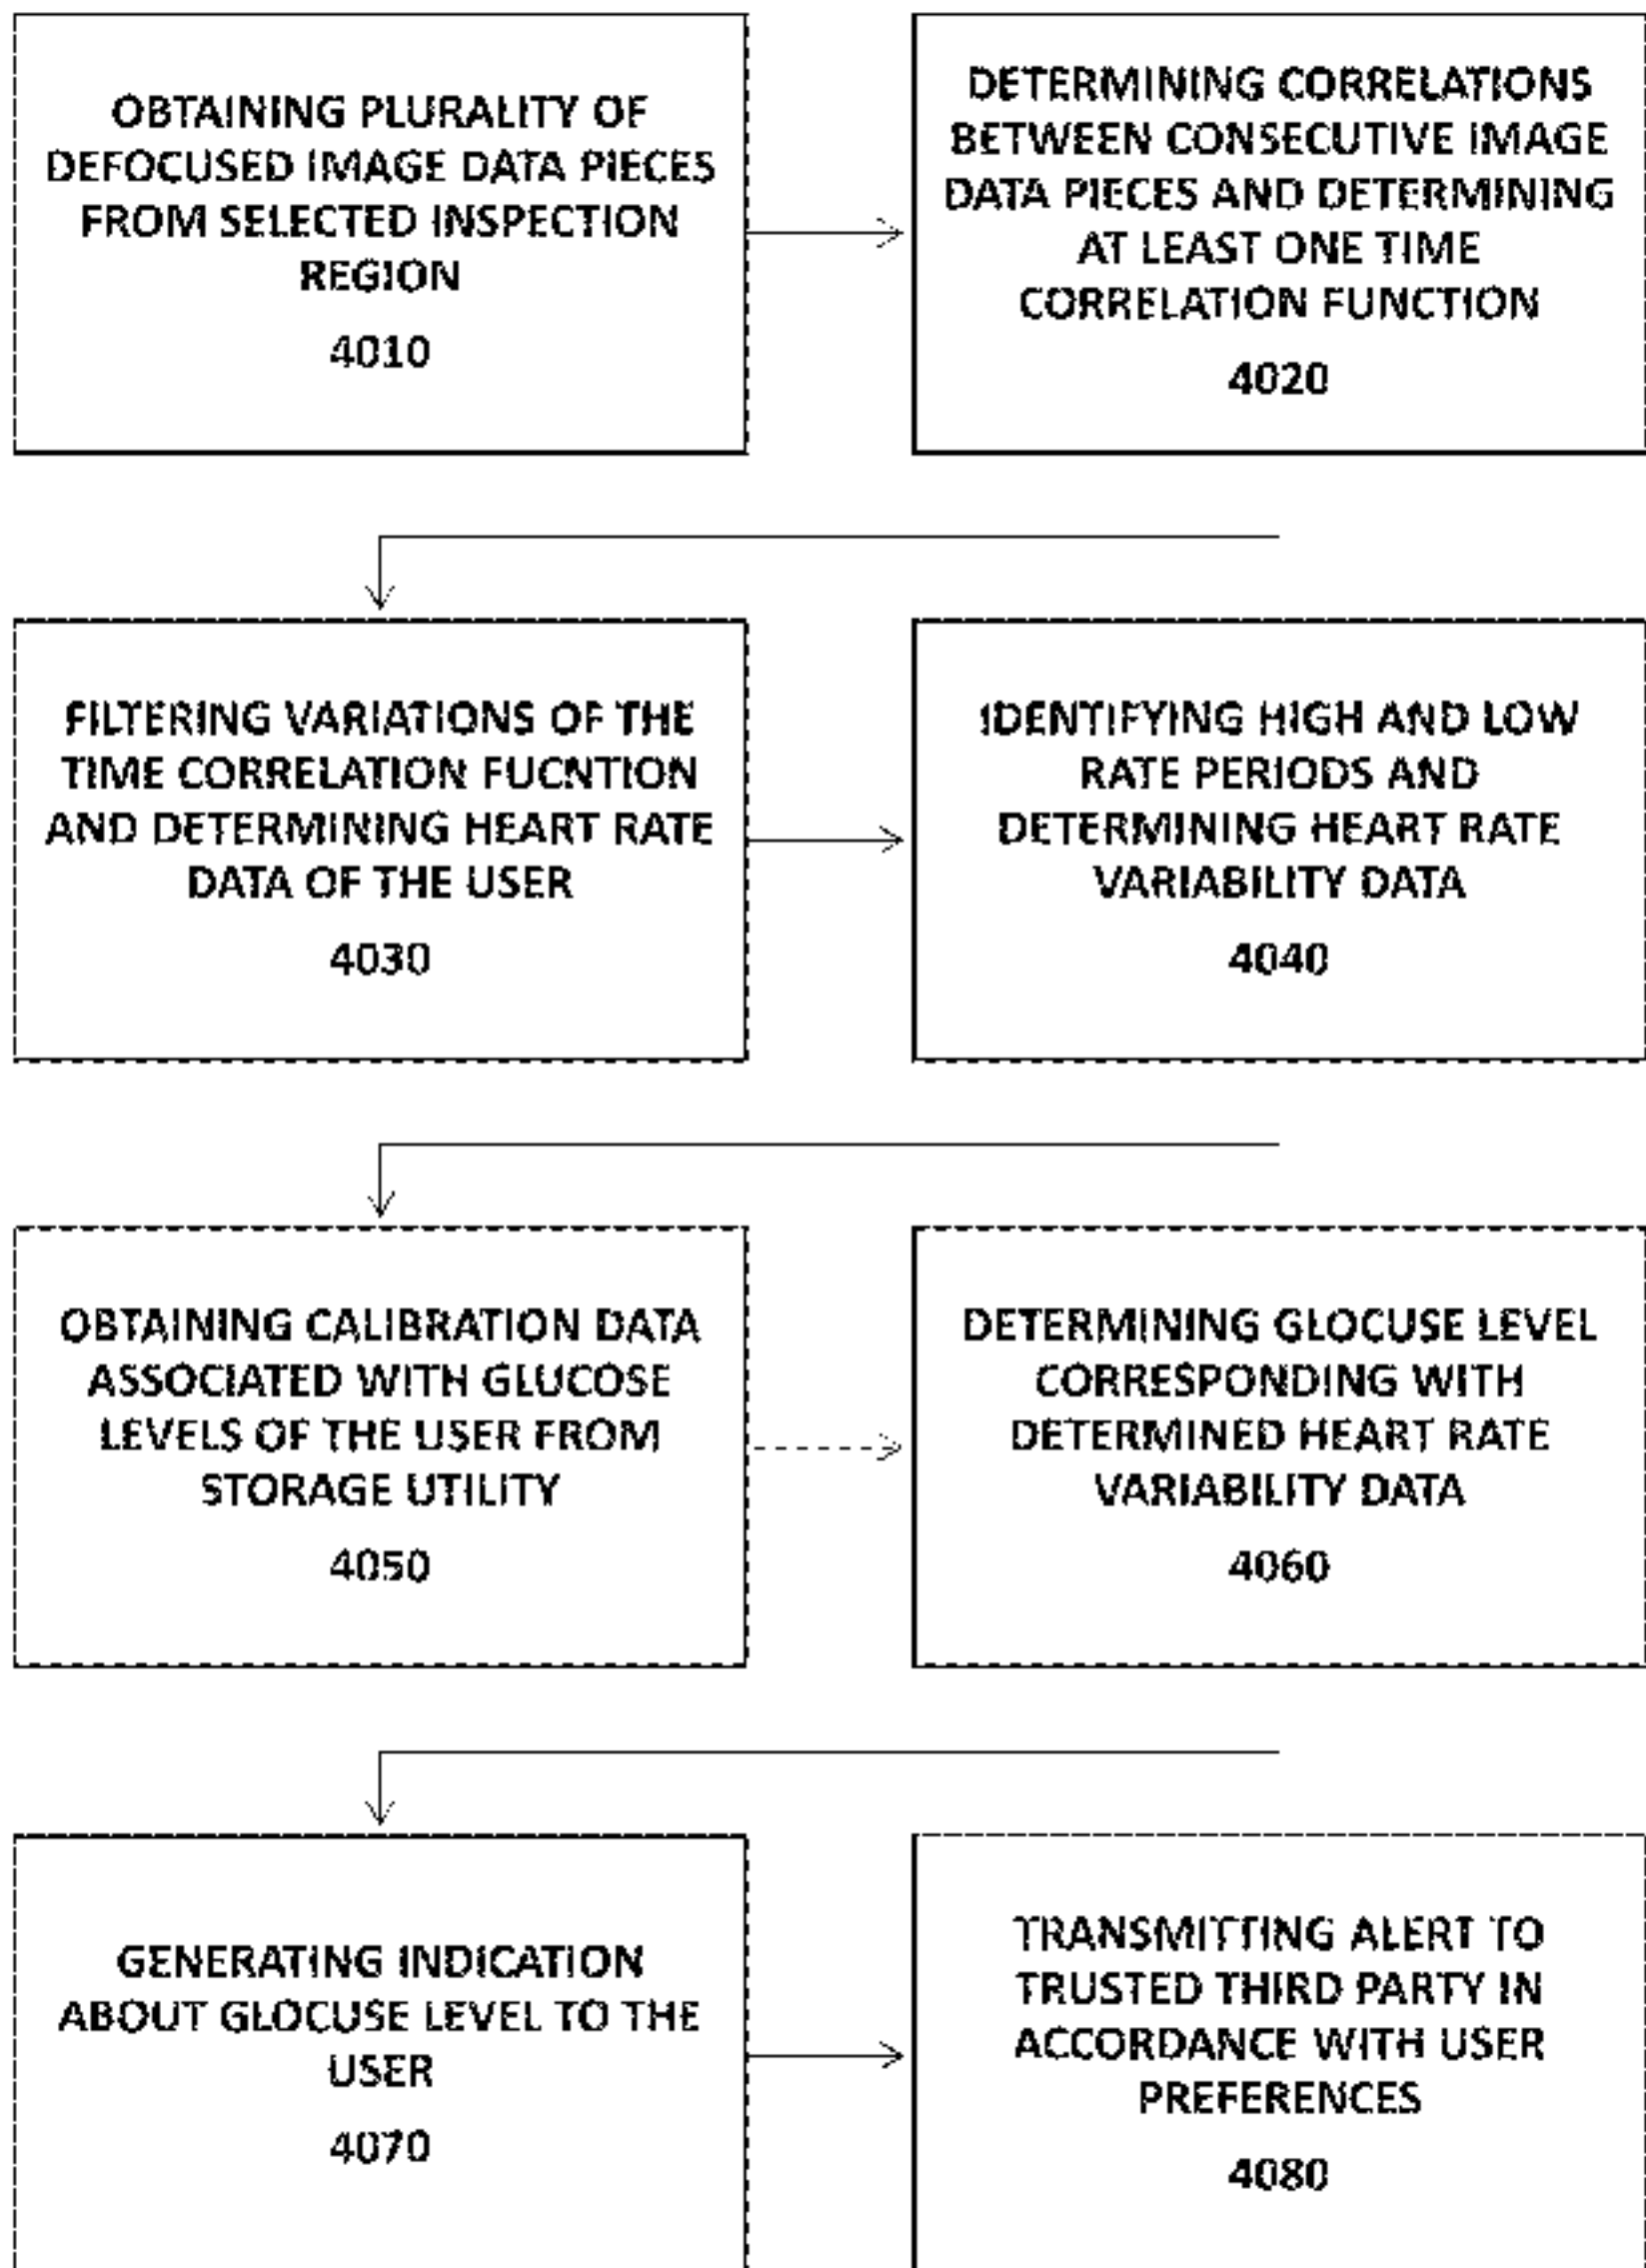 OBTAINING PLURALITY OF
DEFOCUSED IMAGE DATA PIECES
FROM SELECTED INSPECTION
REGION
4010
DETERMINING CORRELATIONS
BETWEEN CONSECUTIVE IMAGE
DATA PIECES AND DETERMINING
AT LEAST ONE TIME
CORRELATION FUNCTION
4020
FILTERING VARIATIONS OF THE
TIME CORRELATION FUCNTION
AND DETERMINING HEART RATE
DATA OF THE USER
4030
IDENTIFYING HIGH AND LOW
RATE PERIODS AND
DETERMINING HEART RATE
VARIABILITY DATA
4040
OBTAINING CALIBRATION DATA
ASSOCIATED WITH GLUCOSE
LEVELS OF THE USER FROM
STORAGE UTILITY
4050
DETERMINING GLOCUSE LEVEL
CORRESPONDING WITH
DETERMINED HEART RATE
VARIABILITY DATA
4060
GENERATING INDICATION
ABOUT GLOCUSE LEVEL TO THE
USER
4070
TRANSMITTING ALERT TO
TRUSTED THIRD PARTY IN
ACCORDANCE WITH USER
PREFERENCES
4080